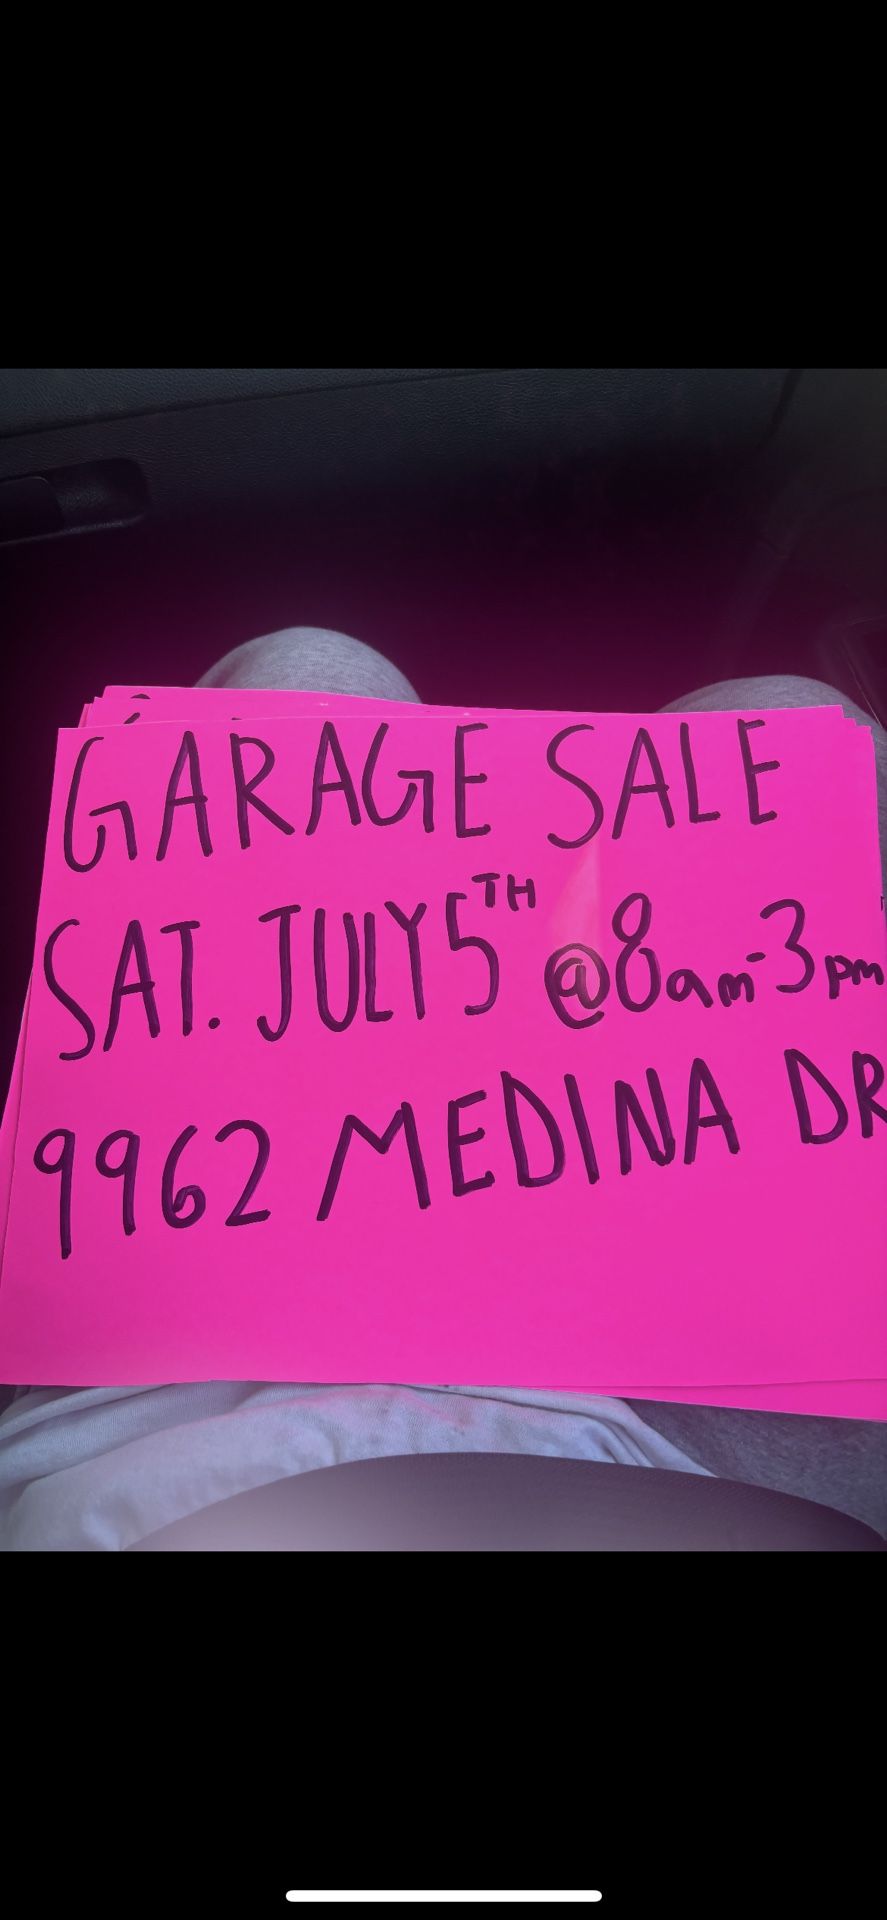 GARAGE SALE
SAT. JULY 5TH @ 8am-3pm
9962 MEDINA DR